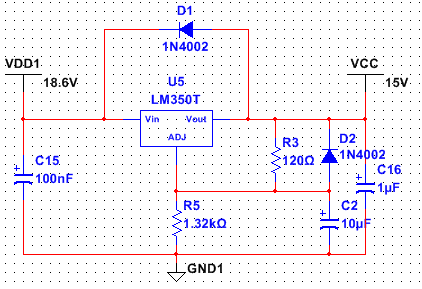 D1
1N4002
VDD1
VCC
18.6V
15V
U5
LM350T
Vin
Vout
ADJ
R3
120Ω
D2
1N4002
C15
100nF
C16
1µF
R5
1.32kΩ
C2
10µF
GND1
+
+
+